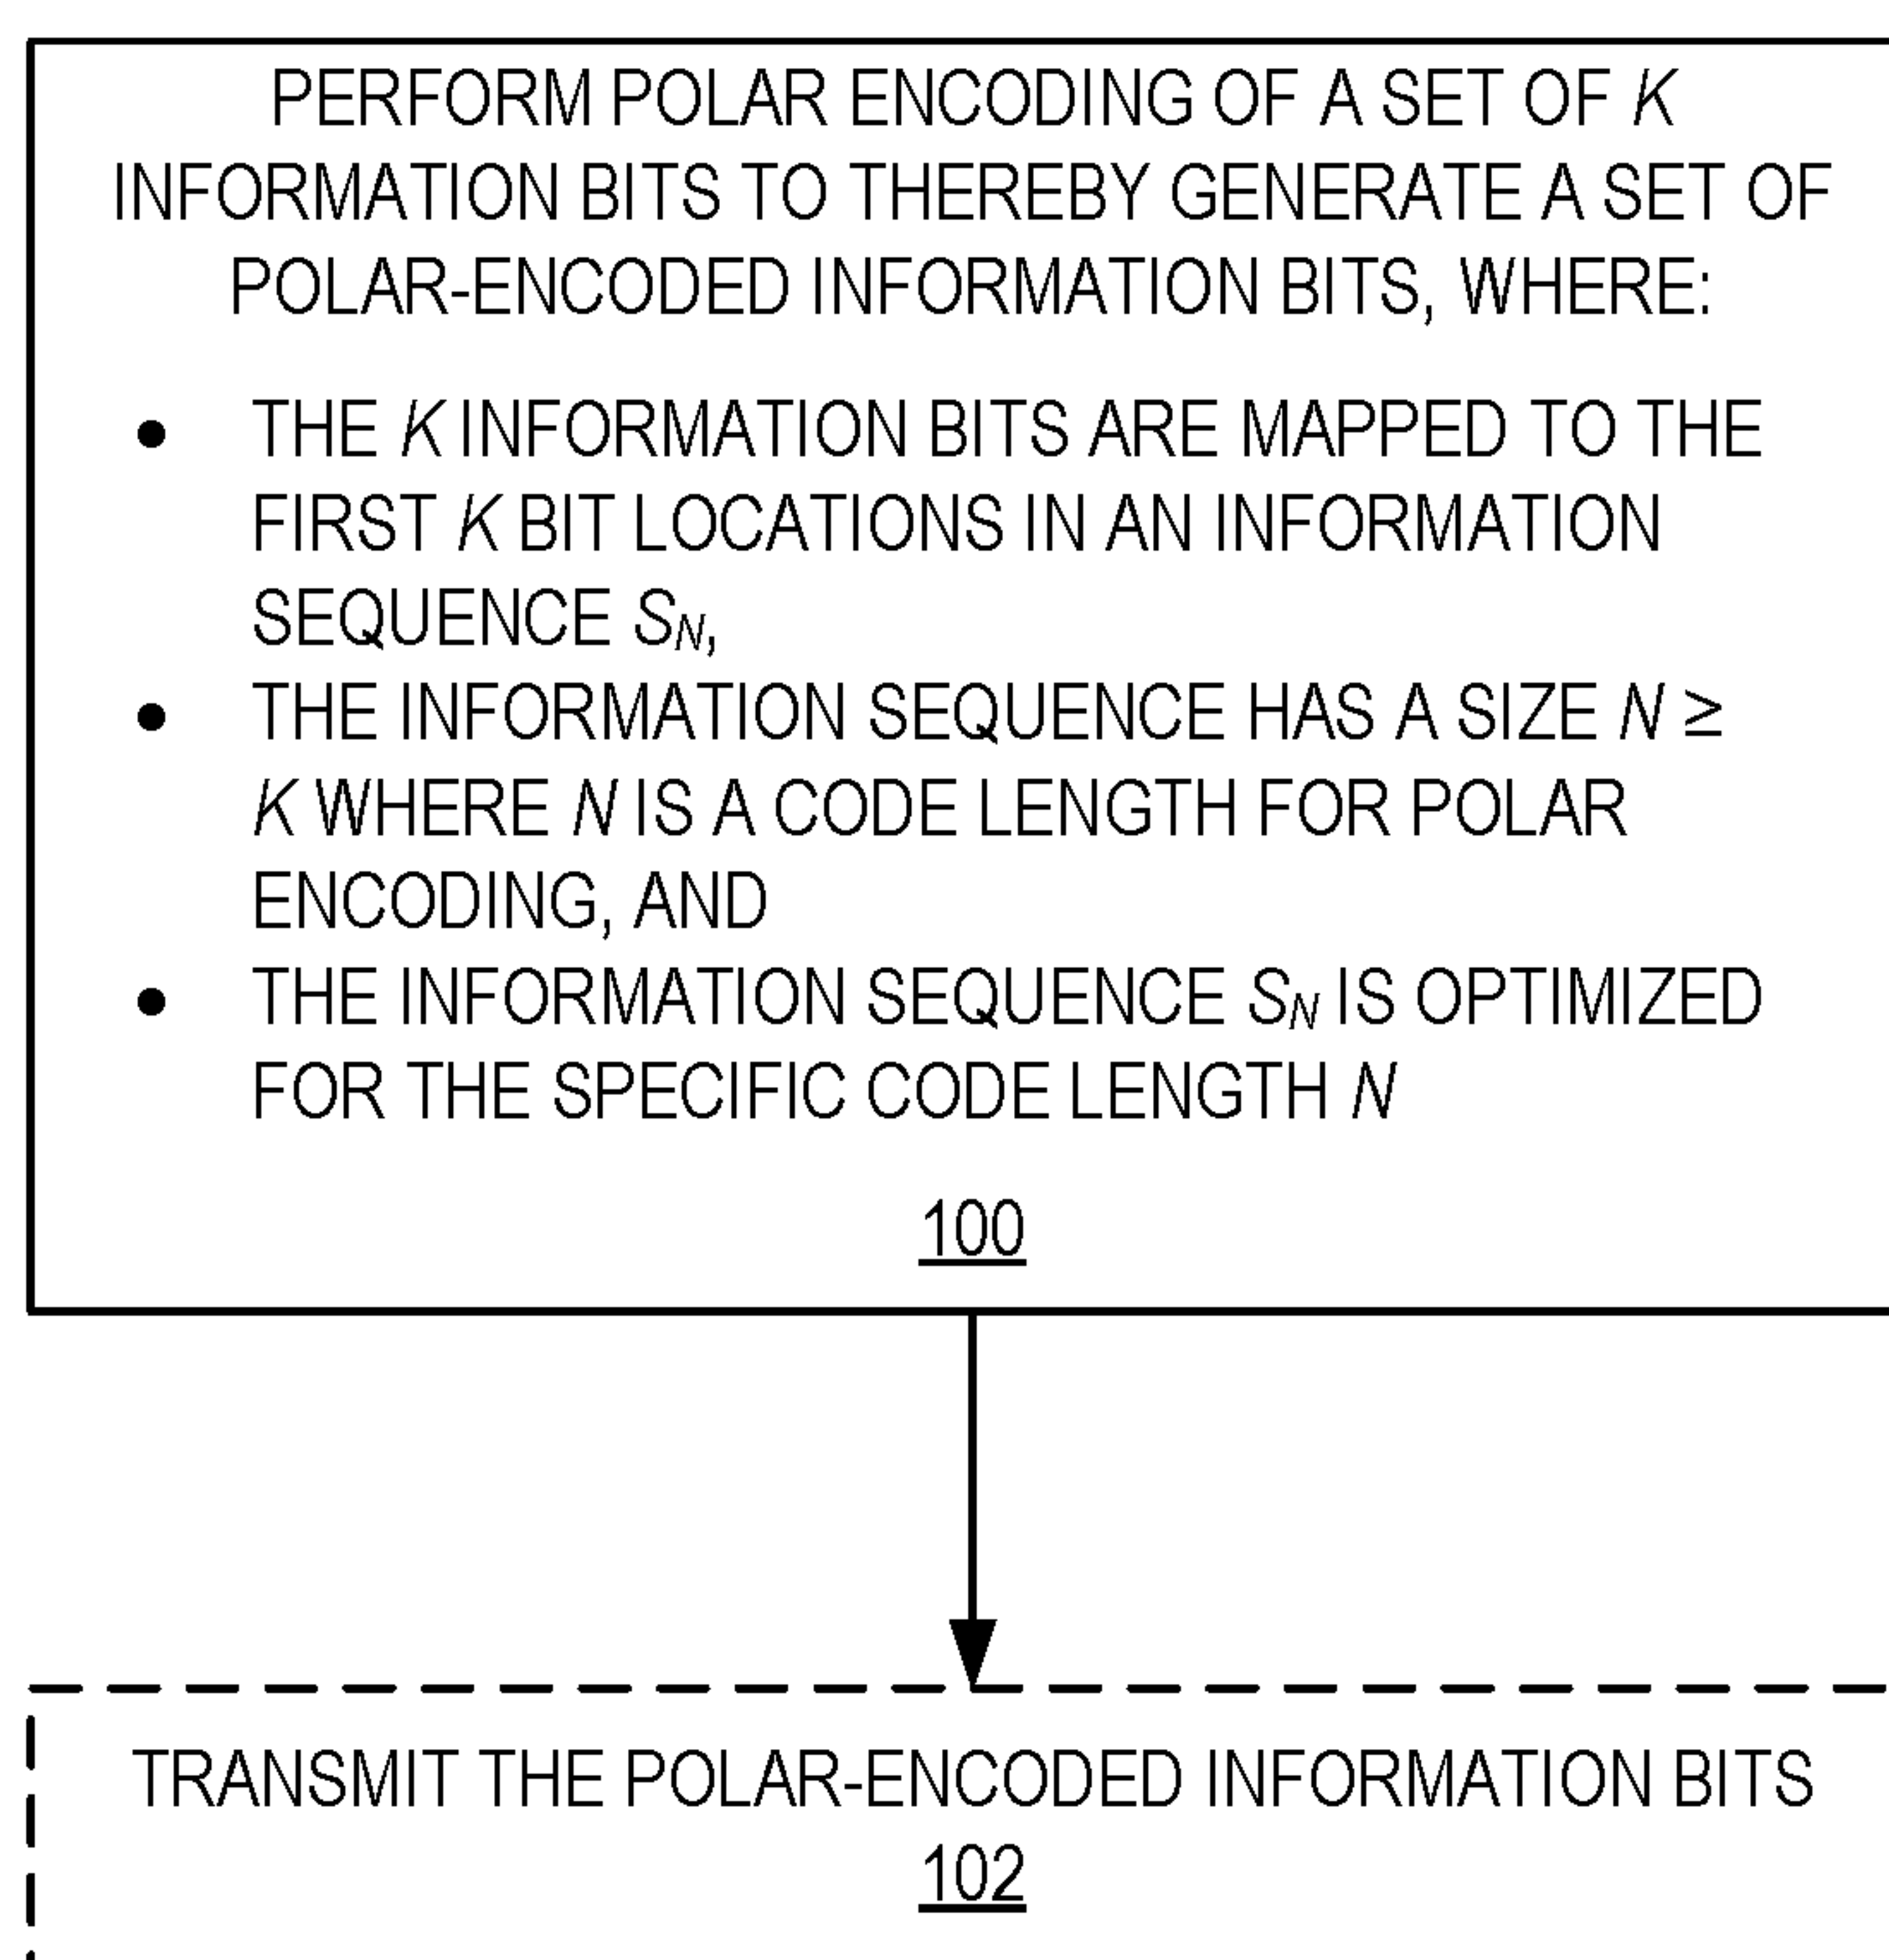 PERFORM POLAR ENCODING OF A SET OF K
INFORMATION BITS TO THEREBY GENERATE A SET OF
POLAR-ENCODED INFORMATION BITS, WHERE:
● THE K INFORMATION BITS ARE MAPPED TO THE
FIRST K BIT LOCATIONS IN AN INFORMATION
SEQUENCE S_N,
● THE INFORMATION SEQUENCE HAS A SIZE N ≥
K WHERE N IS A CODE LENGTH FOR POLAR
ENCODING, AND
● THE INFORMATION SEQUENCE S_N IS OPTIMIZED
FOR THE SPECIFIC CODE LENGTH N
100
TRANSMIT THE POLAR-ENCODED INFORMATION BITS
102